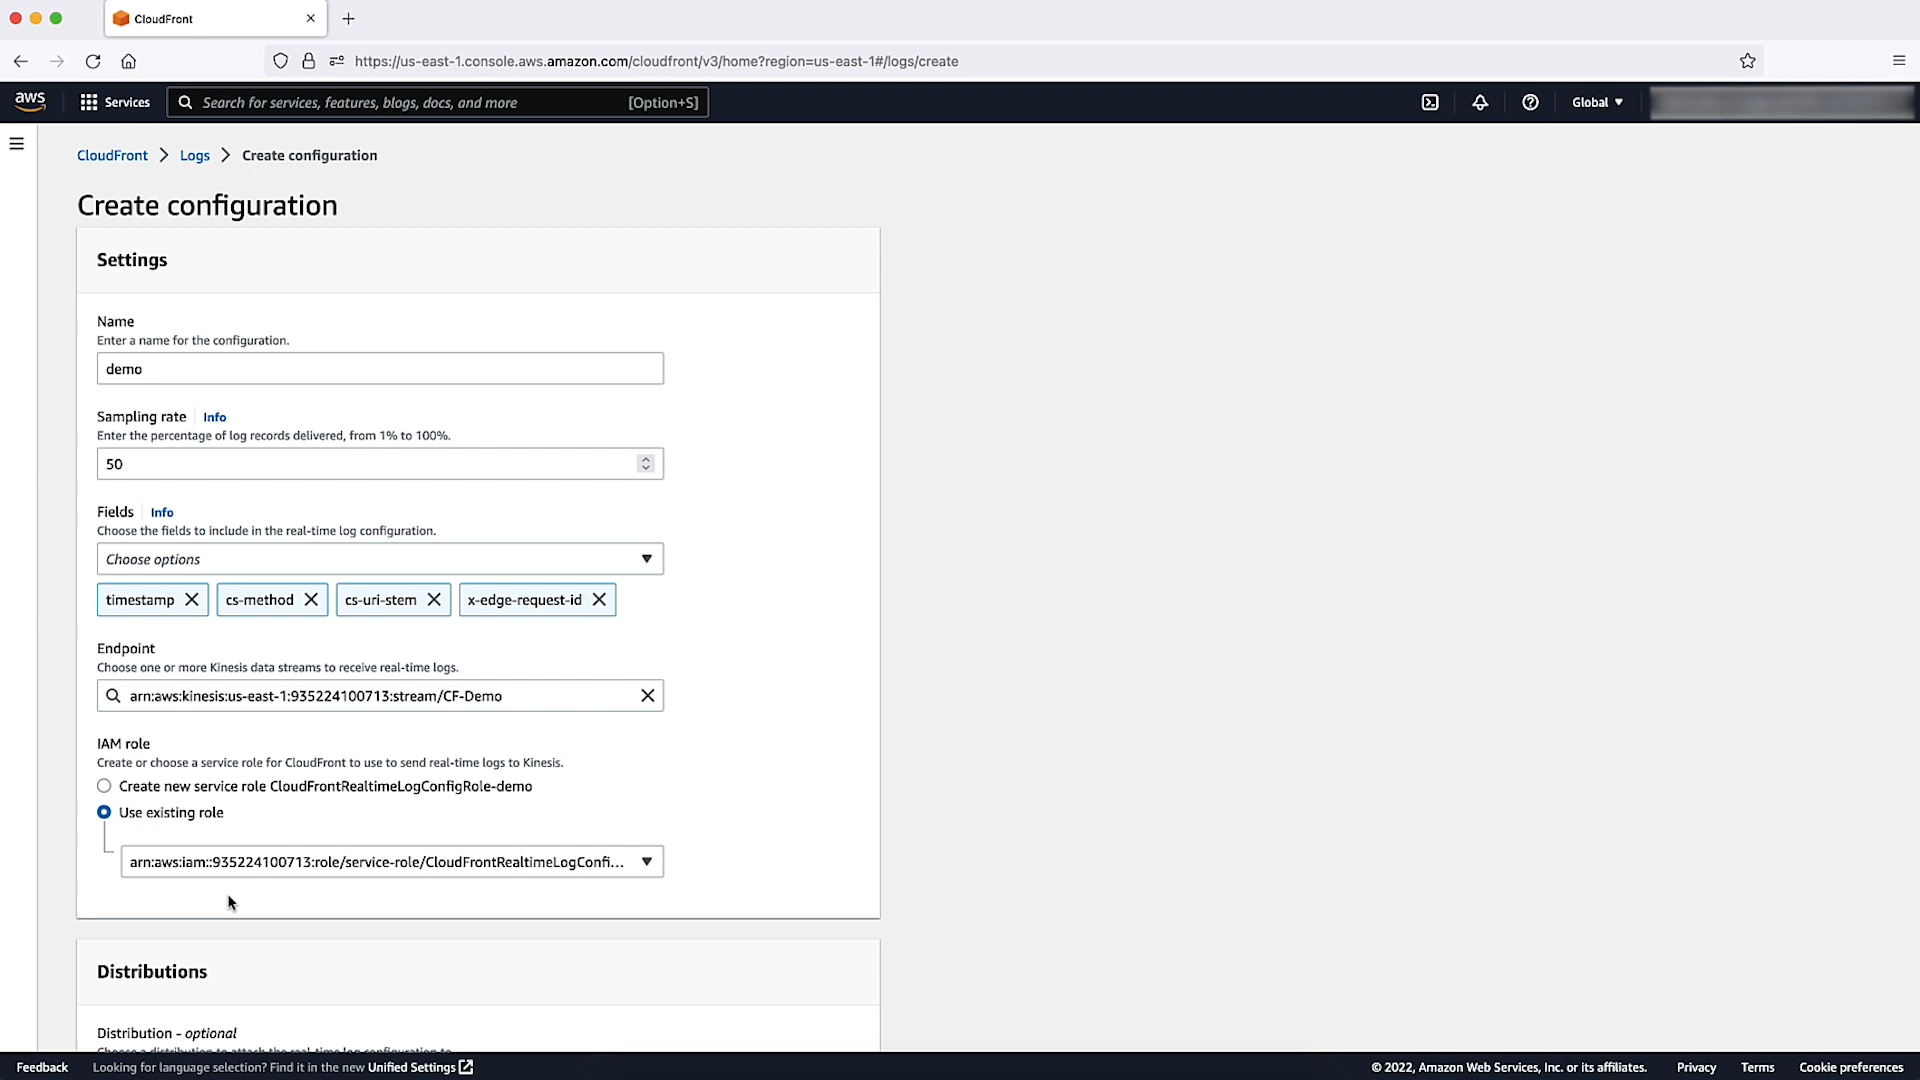 CloudFront
https://us-east-1.console.aws.amazon.com/cloudfront/v3/home?region=us-east-1#/logs/create
aws
Services
Search for services, features, blogs, docs, and more
[Option+S]
Global
CloudFront > Logs > Create configuration
Create configuration
Settings
Name
Enter a name for the configuration.
demo
Sampling rate Info
Enter the percentage of log records delivered, from 1% to 100%.
50
Fields Info
Choose the fields to include in the real-time log configuration.
Choose options
timestamp cs-method cs-uri-stem x-edge-request-id
Endpoint
Choose one or more Kinesis data streams to receive real-time logs.
arn:aws:kinesis:us-east-1:935224100713:stream/CF-Demo
IAM role
Create or choose a service role for CloudFront to use to send real-time logs to Kinesis.
Create new service role CloudFrontRealtimeLogConfigRole-demo
Use existing role
arn:aws:iam::935224100713:role/service-role/CloudFrontRealtimeLogConfi...
Distributions
Distribution - optional
Choose a distribution to attach the real-time log configuration to.
Feedback
Looking for language selection? Find it in the new Unified Settings
© 2022, Amazon Web Services, Inc. or its affiliates.
Privacy
Terms
Cookie preferences